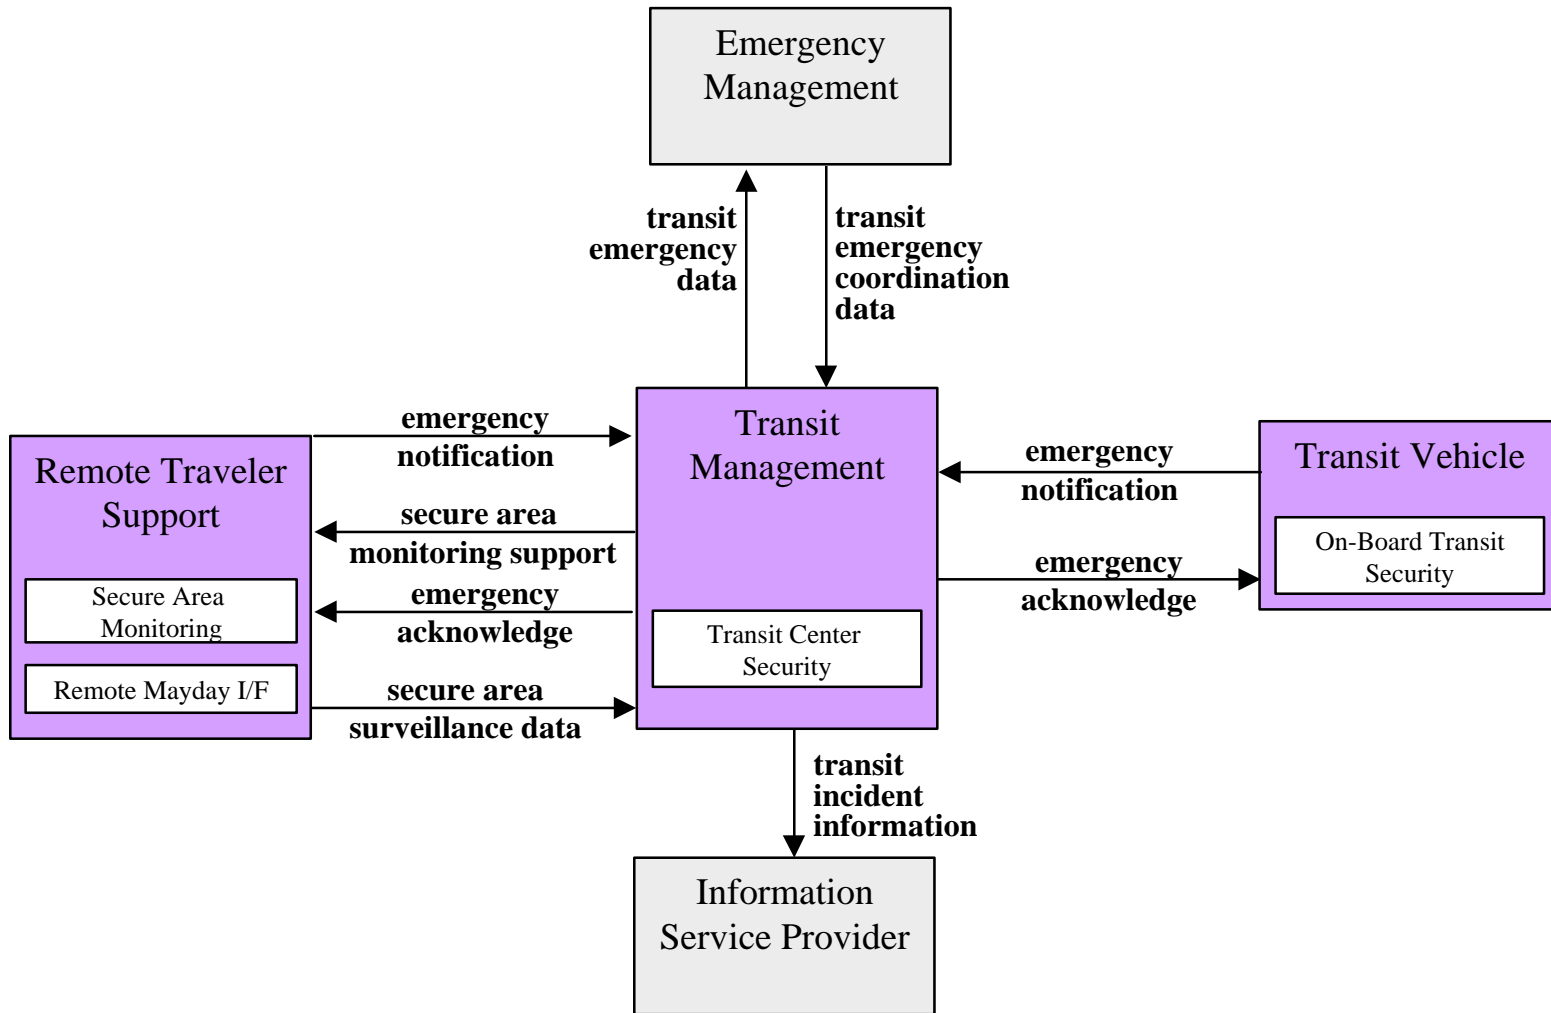 Emergency
Management
transit
emergency
data
transit
emergency
coordination
data
Remote Traveler
Support
Secure Area
Monitoring
Remote Mayday I/F
emergency
notification
secure area
monitoring support
emergency
acknowledge
secure area
surveillance data
Transit
Management
Transit Center
Security
emergency
notification
emergency
acknowledge
Transit Vehicle
On-Board Transit
Security
transit
incident
information
Information
Service Provider